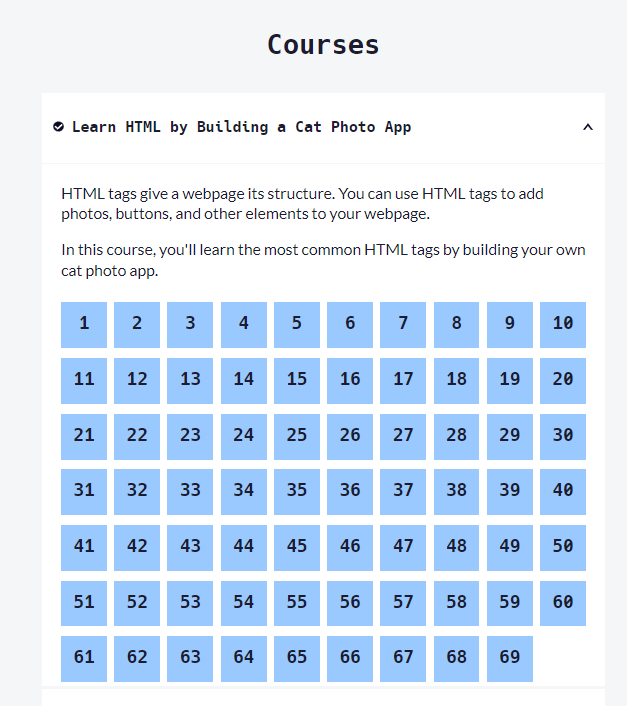 Courses
Learn HTML by Building a Cat Photo App
HTML tags give a webpage its structure. You can use HTML tags to add
photos, buttons, and other elements to your webpage.
In this course, you'll learn the most common HTML tags by building your own
cat photo app.
1 2 3 4 5 6 7 8 9 10
11 12 13 14 15 16 17 18 19 20
21 22 23 24 25 26 27 28 29 30
31 32 33 34 35 36 37 38 39 40
41 42 43 44 45 46 47 48 49 50
51 52 53 54 55 56 57 58 59 60
61 62 63 64 65 66 67 68 69